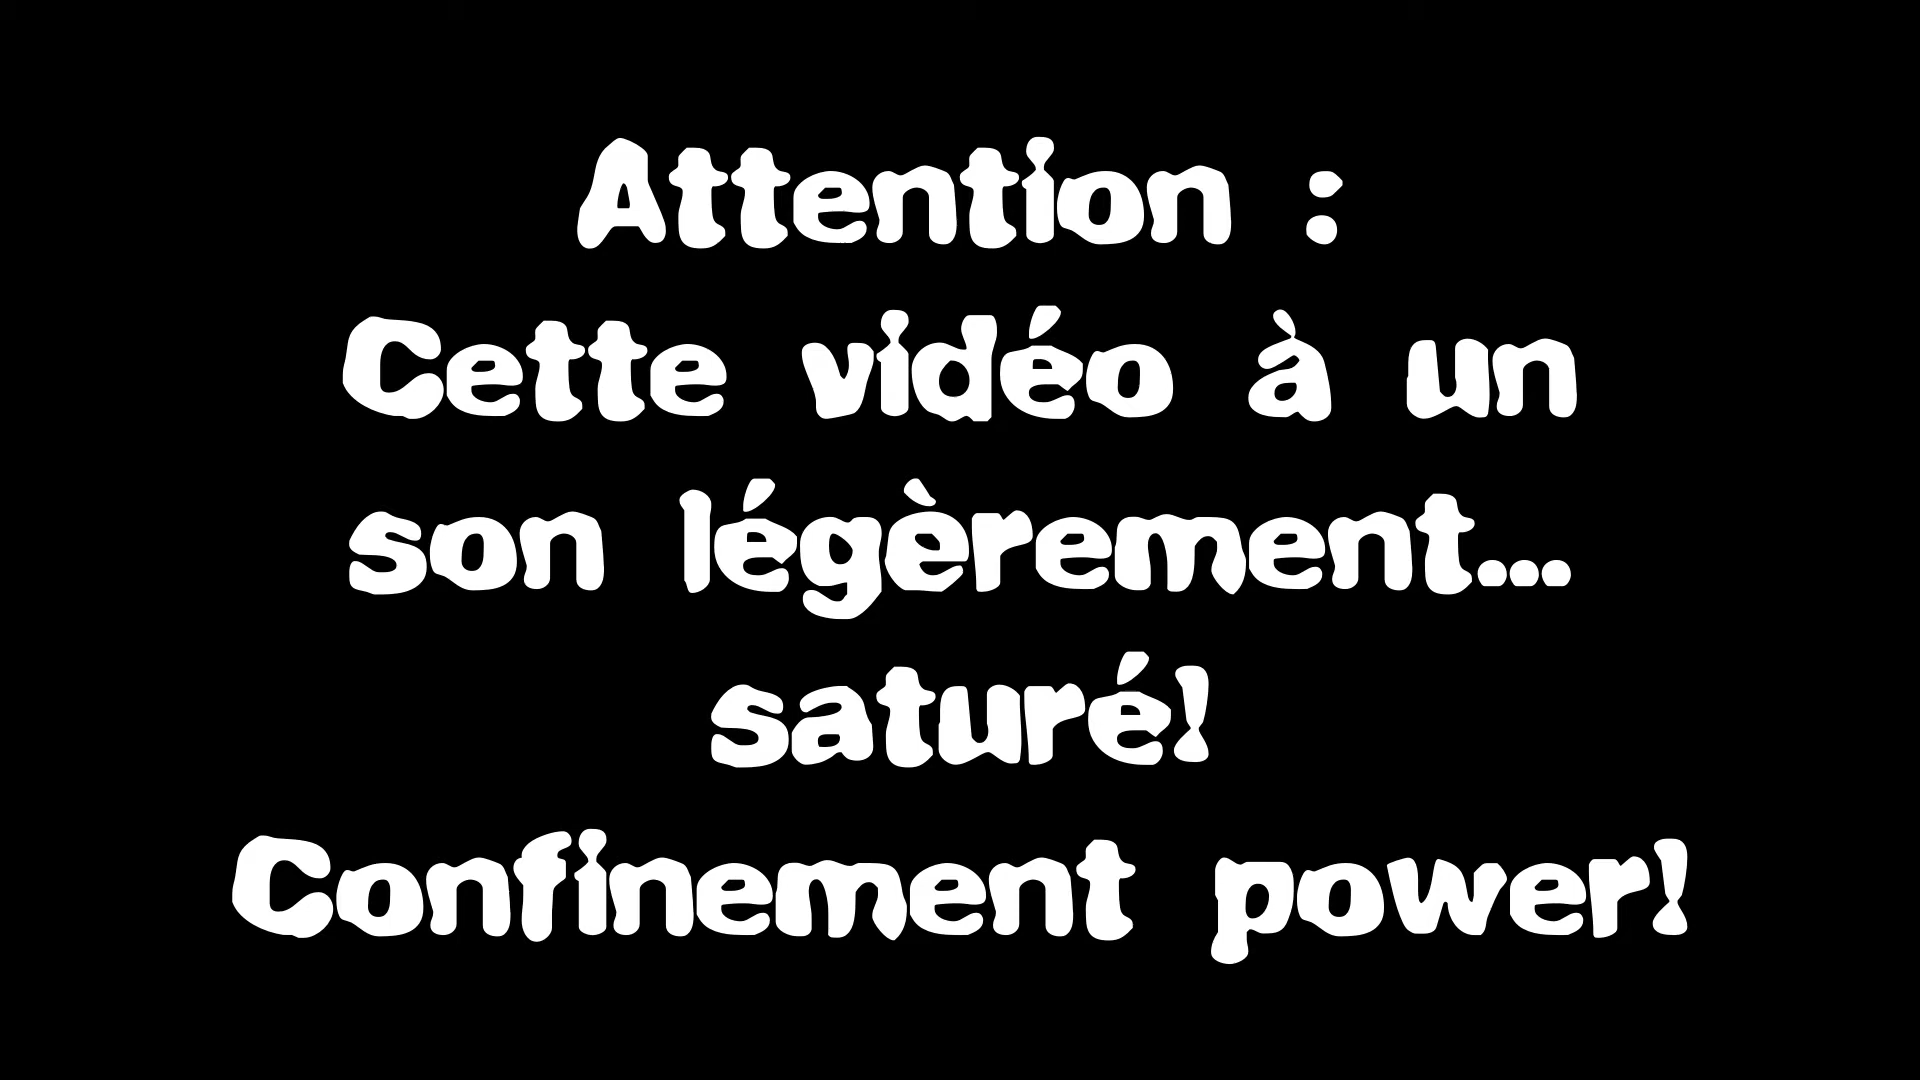 Attention :
Cette vidéo à un
son légèrement...
saturé!
Confinement power!